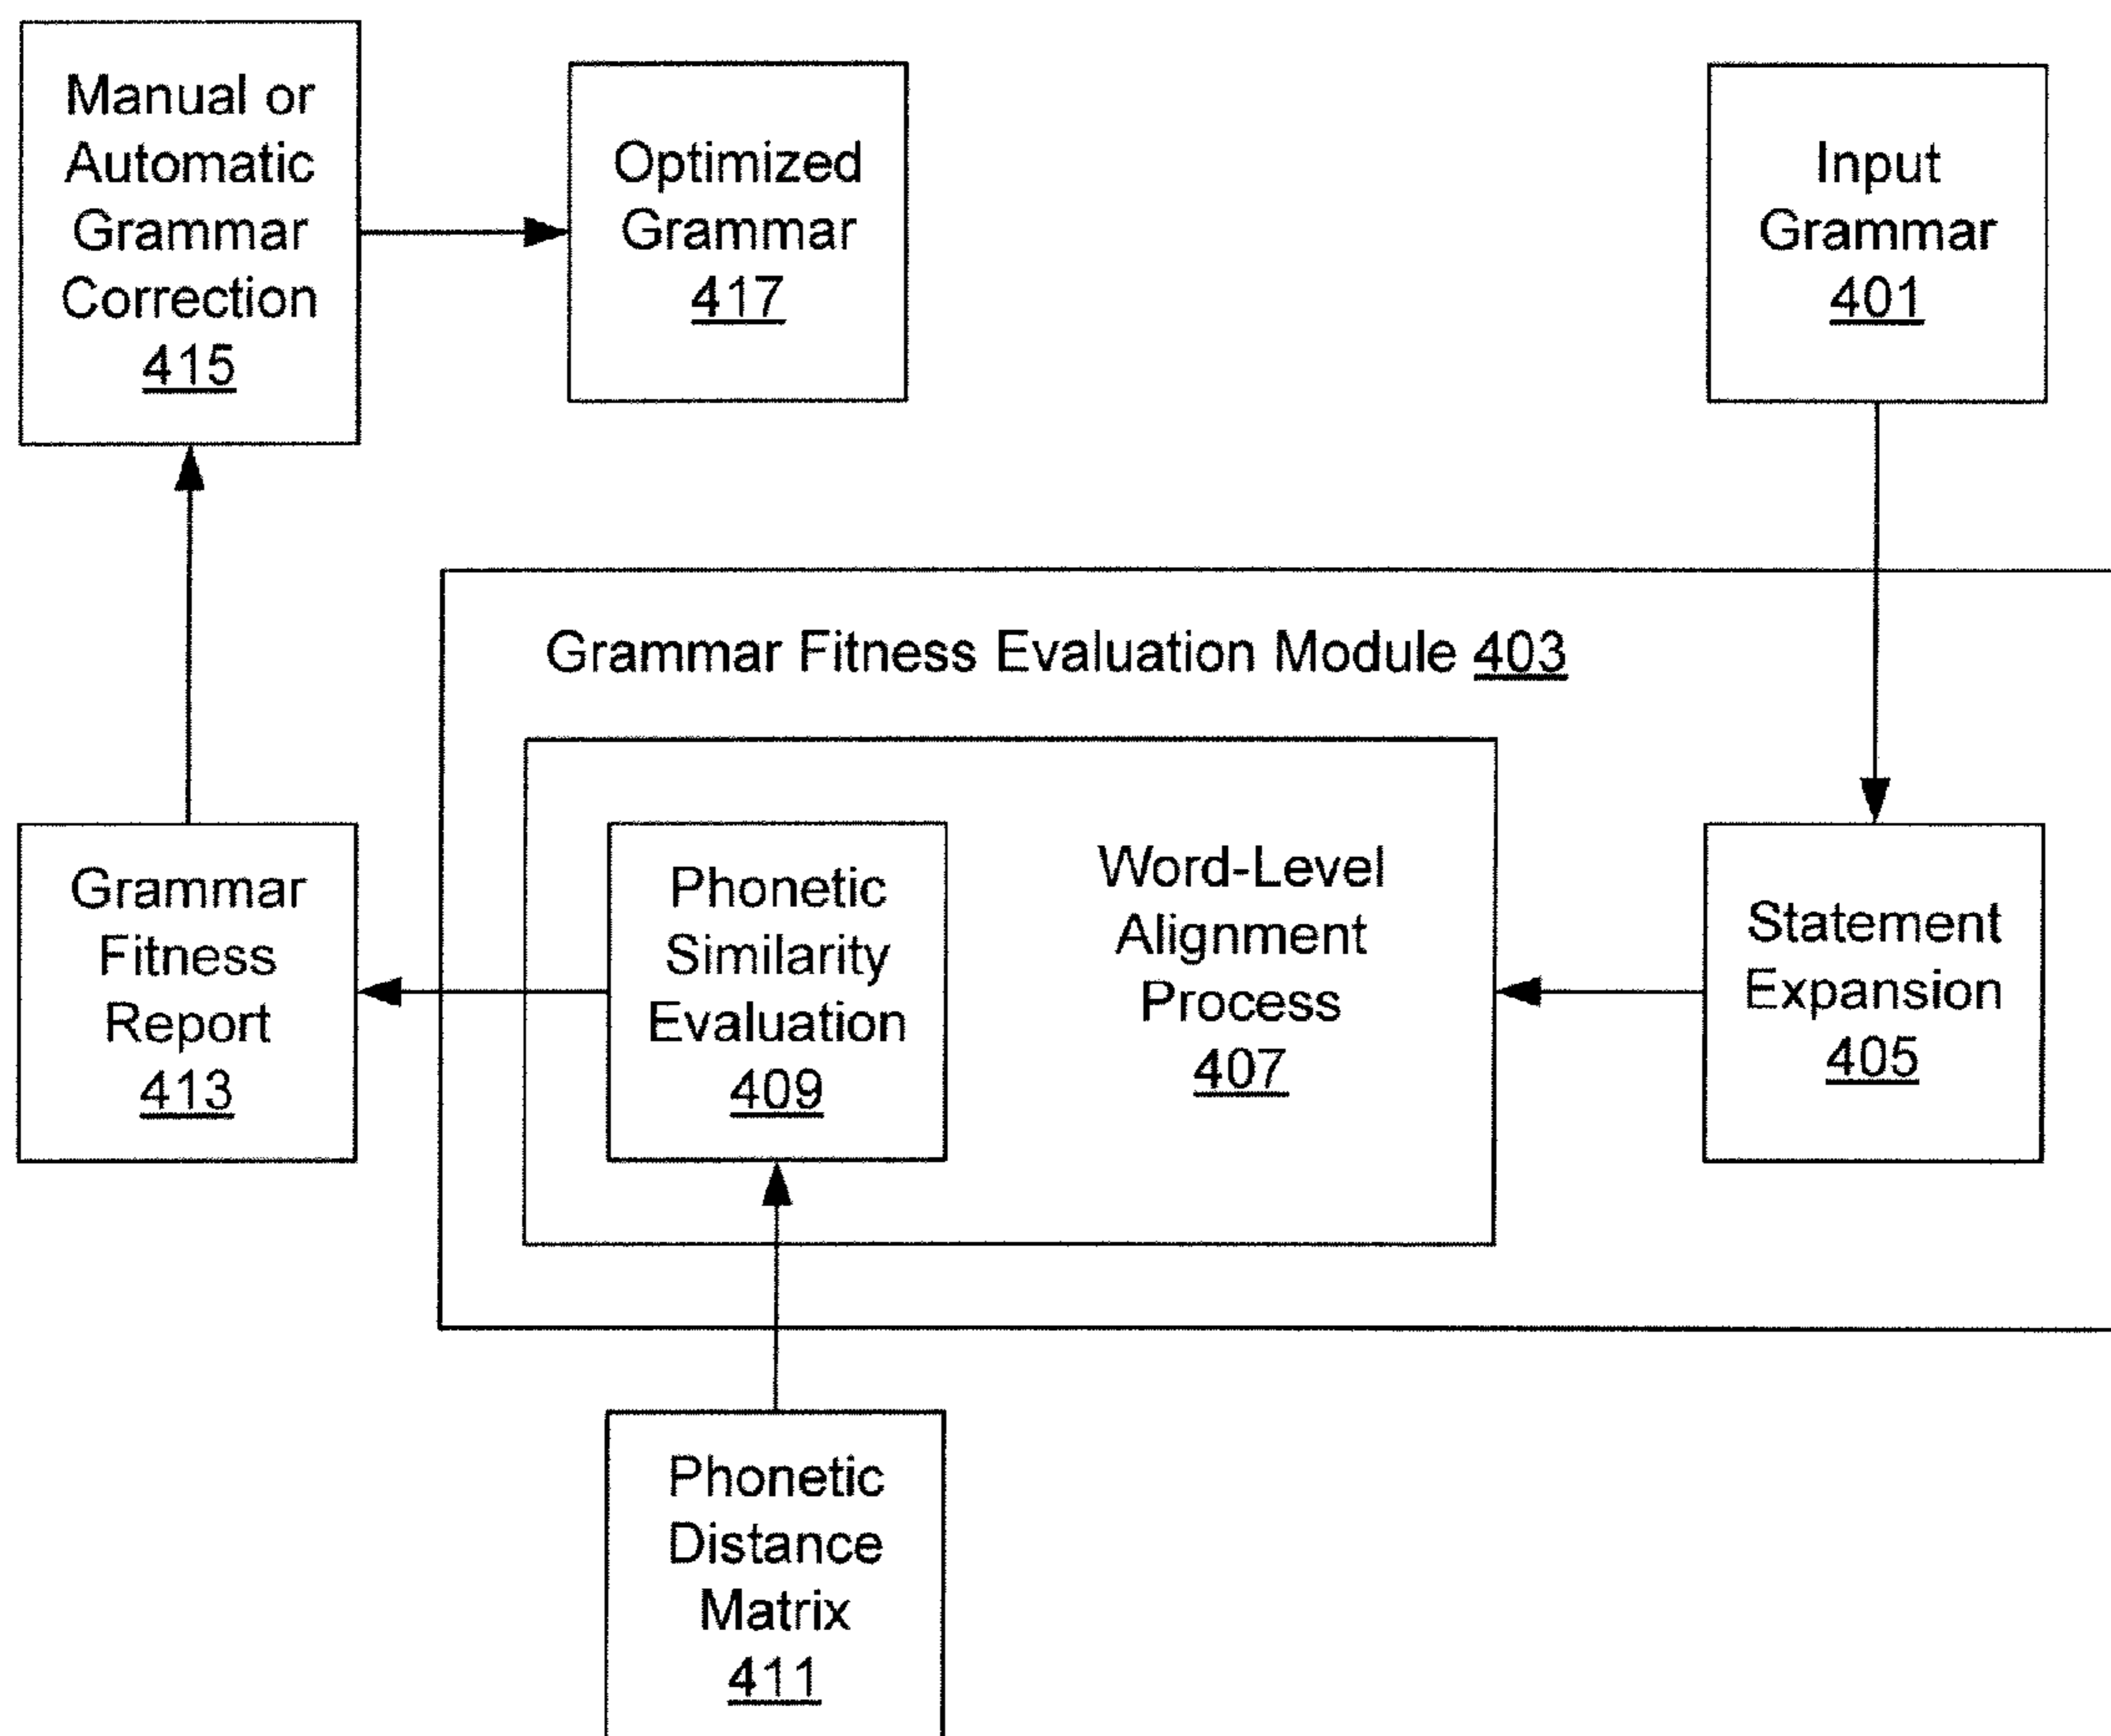 Manual or
Automatic
Grammar
Correction
415
Optimized
Grammar
417
Input
Grammar
401
Grammar Fitness Evaluation Module 403
Grammar
Fitness
Report
413
Phonetic
Similarity
Evaluation
409
Word-Level
Alignment
Process
407
Statement
Expansion
405
Phonetic
Distance
Matrix
411